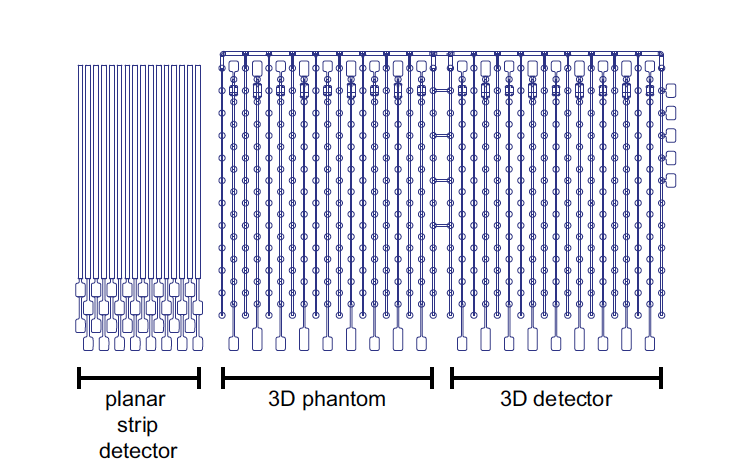 planar
strip
detector
3D phantom
3D detector